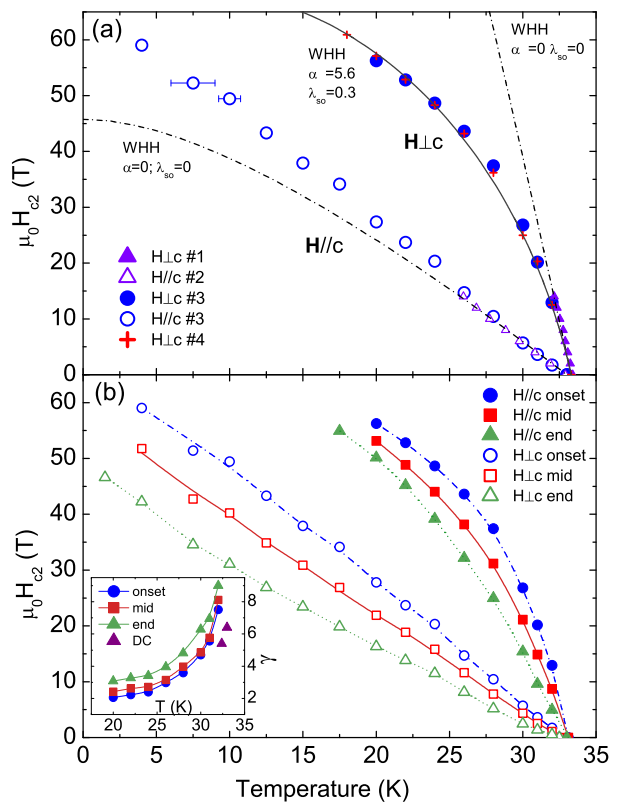 (a)
WHH
α =5.6
λso=0.3
WHH
α =0 λso=0
H⊥c
WHH
α=0; λso=0
H//c
H⊥c #1
H//c #2
H⊥c #3
H//c #3
H⊥c #4
μ0Hc2 (T)
60
50
40
30
20
10
0
(b)
H//c onset
H//c mid
H//c end
H⊥c onset
H⊥c mid
H⊥c end
μ0Hc2 (T)
60
50
40
30
20
10
0
onset
mid
end
DC
8
6
4
2
γ
T (K)
20 25 30 35
0 5 10 15 20 25 30 35
Temperature (K)